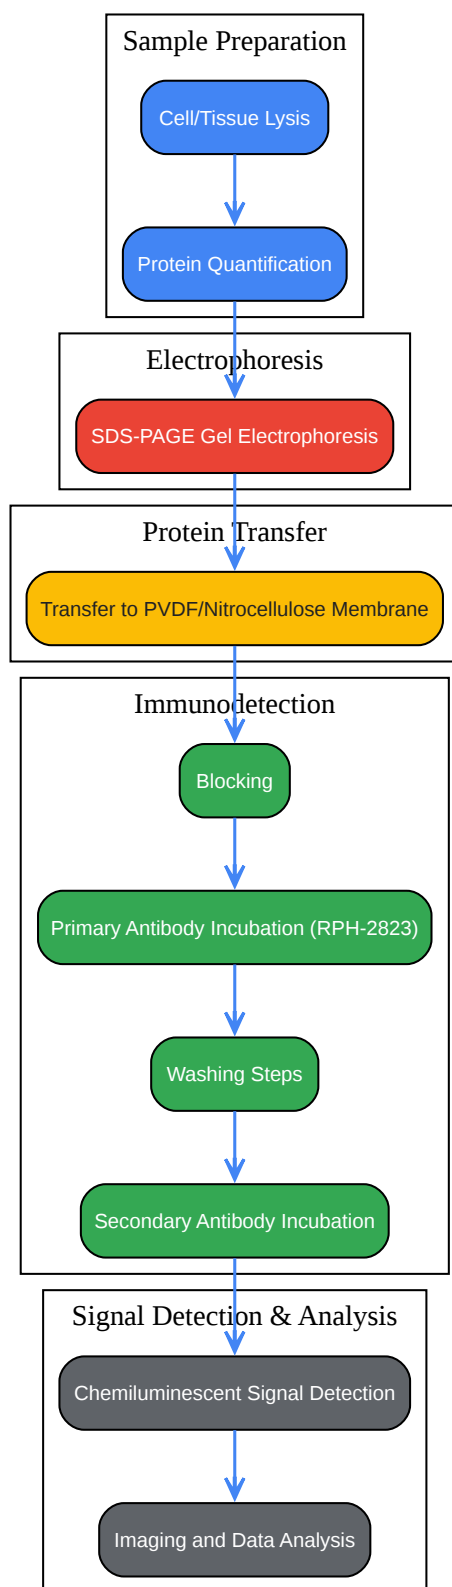 Sample Preparation
Cell/Tissue Lysis
Protein Quantification
Electrophoresis
SDS-PAGE Gel Electrophoresis
Protein Transfer
Transfer to PVDF/Nitrocellulose Membrane
Immunodetection
Blocking
Primary Antibody Incubation (RPH-2823)
Washing Steps
Secondary Antibody Incubation
Signal Detection & Analysis
Chemiluminescent Signal Detection
Imaging and Data Analysis